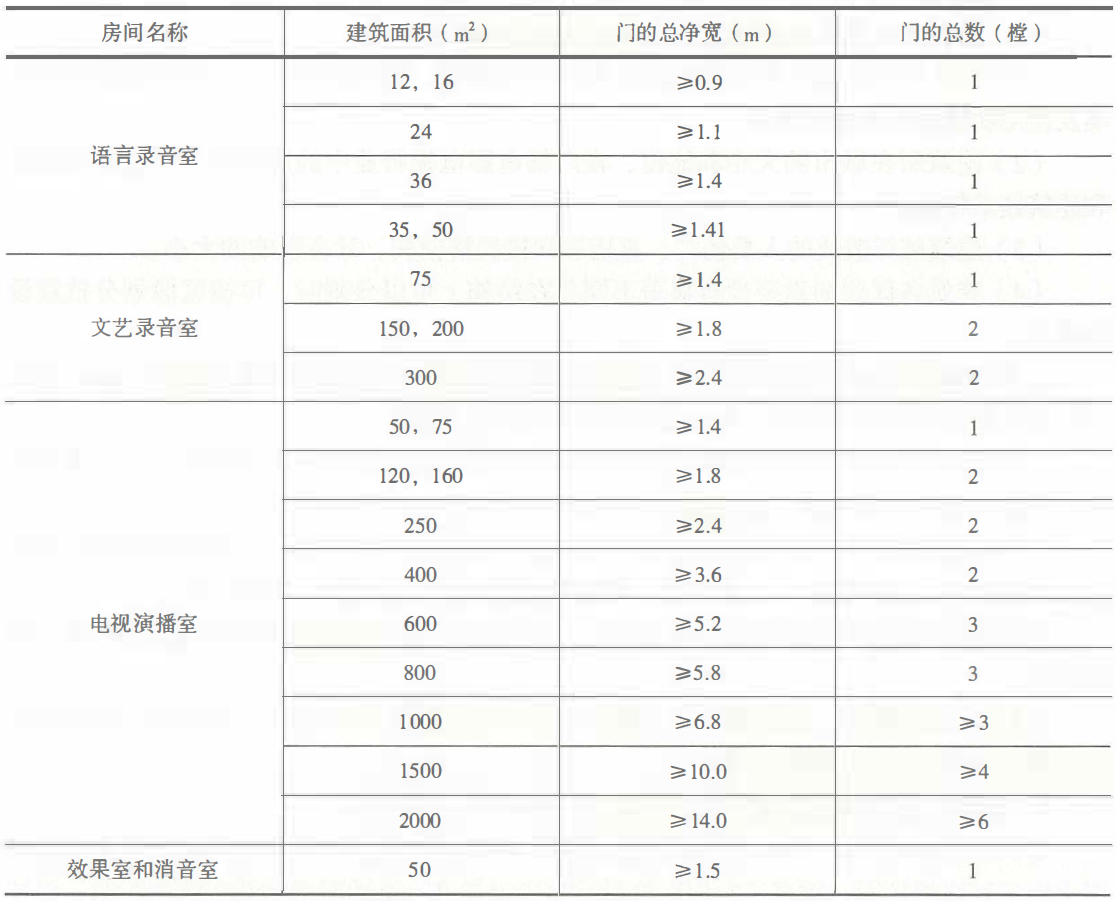 房间名称 建筑面积（m²） 门的总净宽（m） 门的总数（樘）
12，16 ≥0.9 1
24 ≥1.1 1
语言录音室
36 ≥1.4 1
35，50 ≥1.41 1
75 ≥1.4 1
文艺录音室 150，200 ≥1.8 2
300 ≥2.4 2
50，75 ≥1.4 1
120，160 ≥1.8 2
250 ≥2.4 2
400 ≥3.6 2
电视演播室 600 ≥5.2 3
800 ≥5.8 3
1000 ≥6.8 ≥3
1500 ≥10.0 ≥4
2000 ≥14.0 ≥6
效果室和消音室 50 ≥1.5 1